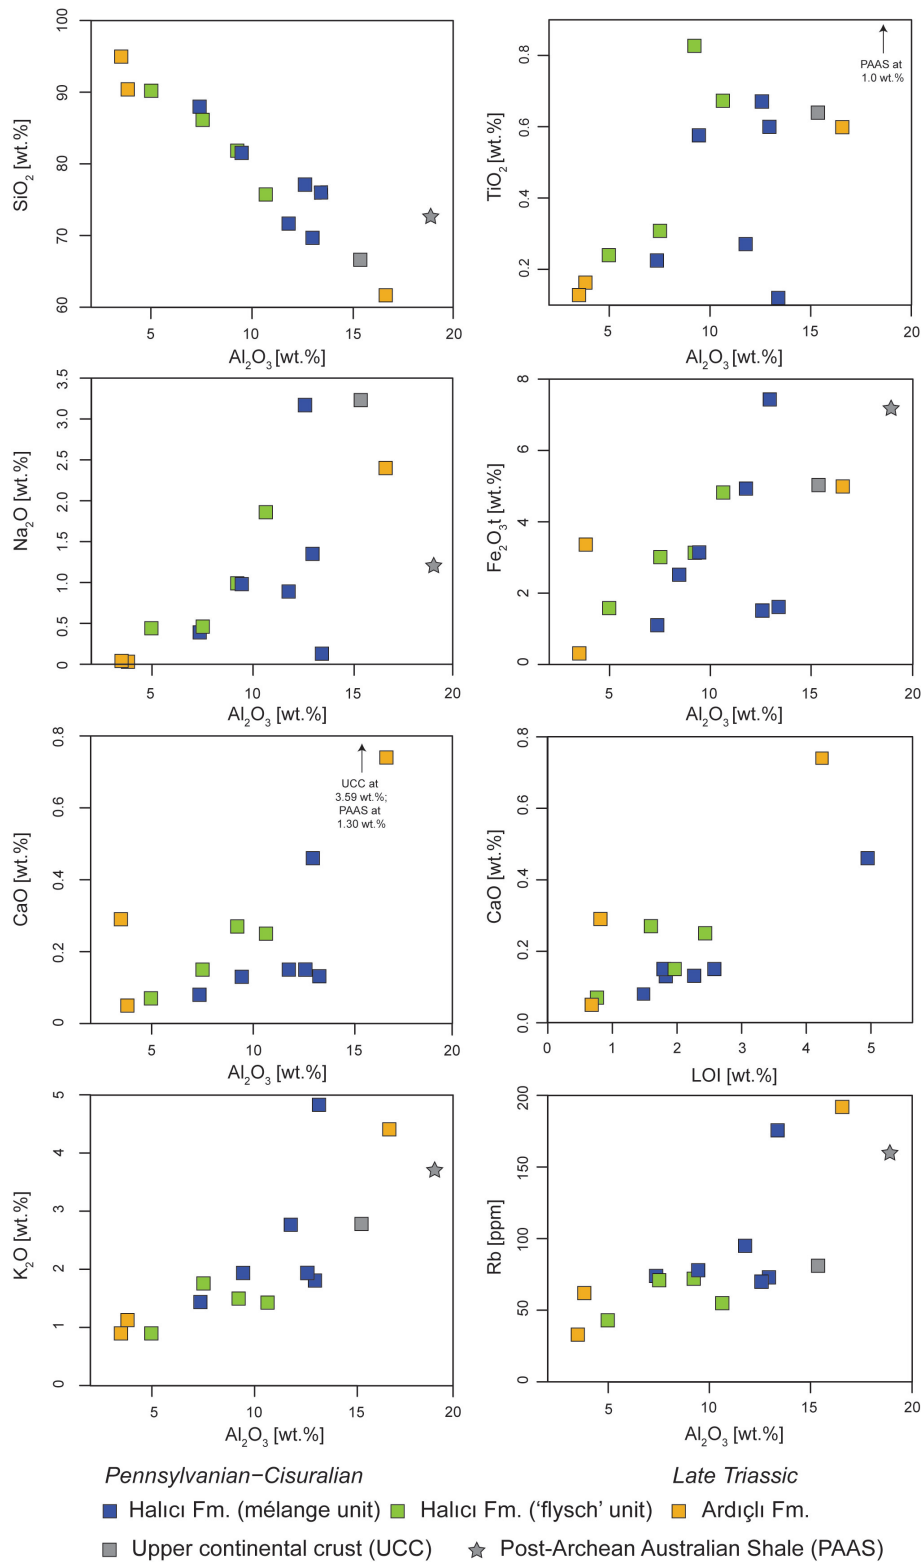 100
90
80
70
60
SiO2 [wt.%]
5 10 15 20
Al2O3 [wt.%]
0.8
0.6
0.4
0.2
TiO2 [wt.%]
PAAS at
1.0 wt.%
5 10 15 20
Al2O3 [wt.%]
3.5
3.0
2.5
2.0
1.5
1.0
0.5
0
Na2O [wt.%]
5 10 15 20
Al2O3 [wt.%]
8
6
4
2
0
Fe2O3t [wt.%]
5 10 15 20
Al2O3 [wt.%]
0.8
0.6
0.4
0.2
0
CaO [wt.%]
UCC at
3.59 wt.%;
PAAS at
1.30 wt.%
5 10 15 20
Al2O3 [wt.%]
0.8
0.6
0.4
0.2
0.0
CaO [wt.%]
0 1 2 3 4 5
LOI [wt.%]
5
4
3
2
1
0
K2O [wt.%]
5 10 15 20
Al2O3 [wt.%]
200
150
100
50
0
Rb [ppm]
5 10 15 20
Al2O3 [wt.%]
Pennsylvanian–Cisuralian Late Triassic
Halıcı Fm. (mélange unit) Halıcı Fm. (‘flysch’ unit) Ardıçlı Fm.
Upper continental crust (UCC) Post-Archean Australian Shale (PAAS)